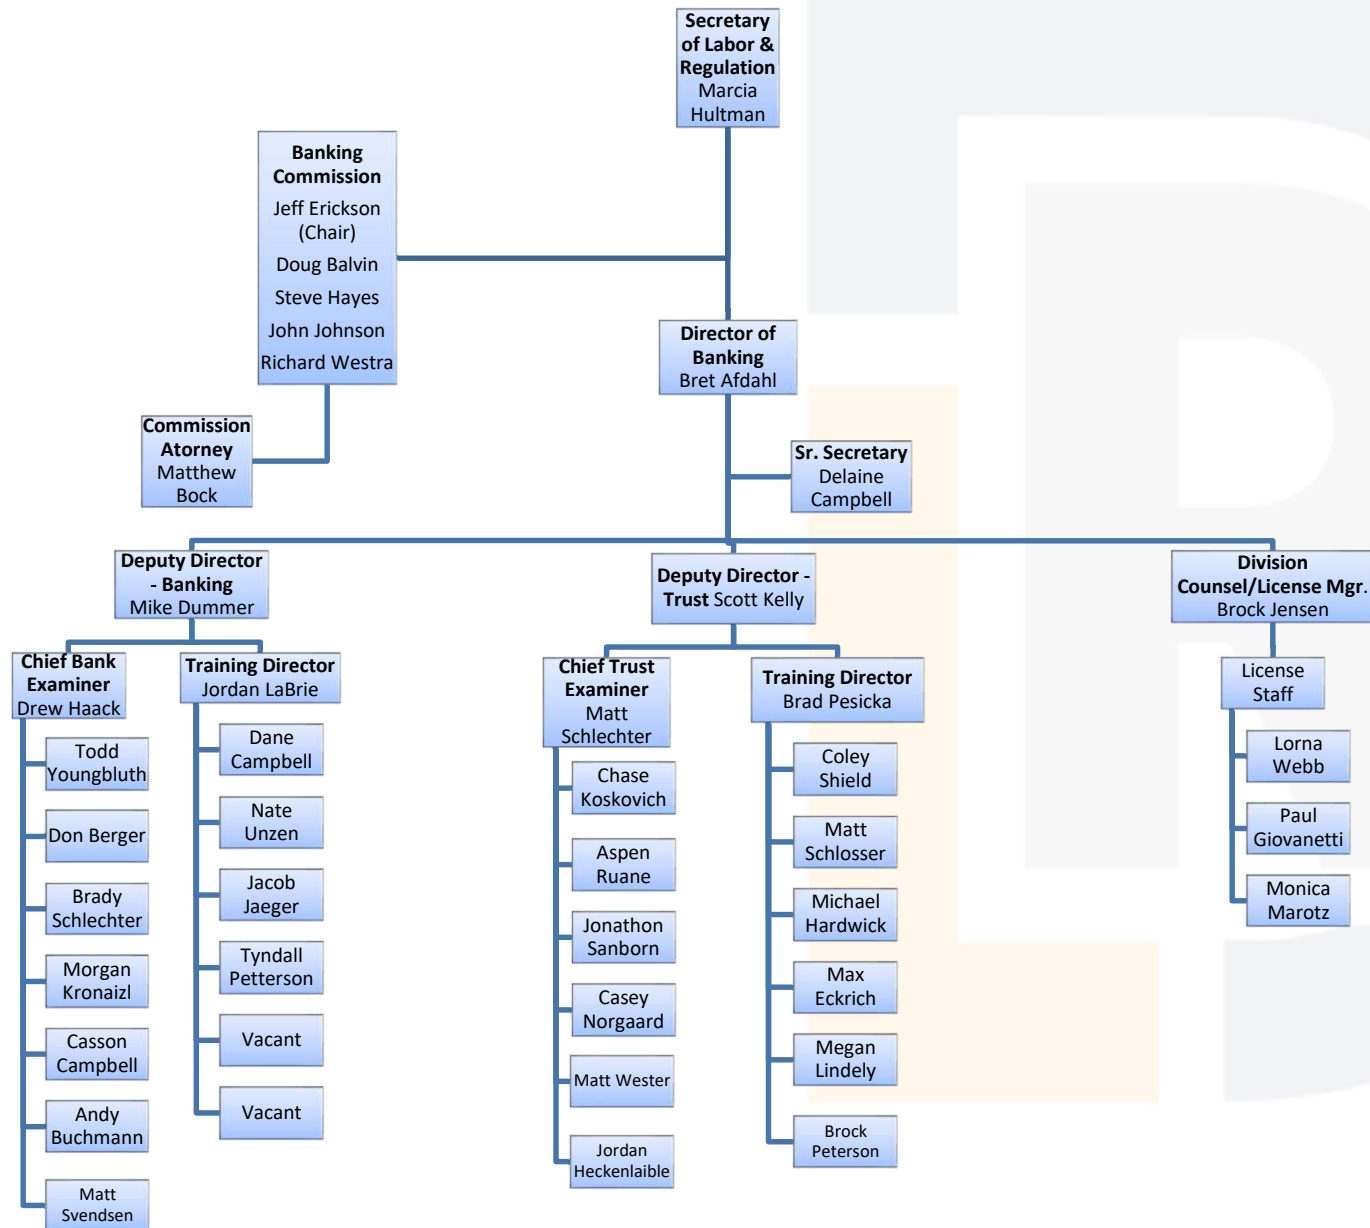 Secretary
of Labor &
Regulation
Marcia
Hultman
Banking
Commission
Jeff Erickson
(Chair)
Doug Balvin
Steve Hayes
John Johnson
Richard Westra
Director of
Banking
Bret Afdahl
Commission
Atorney
Matthew
Bock
Sr. Secretary
Delaine
Campbell
Deputy Director
- Banking
Mike Dummer
Deputy Director -
Trust Scott Kelly
Division
Counsel/License Mgr.
Brock Jensen
Chief Bank
Examiner
Drew Haack
Todd
Youngbluth
Don Berger
Brady
Schlechter
Morgan
Kronaizl
Casson
Campbell
Andy
Buchmann
Matt
Svendsen
Training Director
Jordan LaBrie
Dane
Campbell
Nate
Unzen
Jacob
Jaeger
Tyndall
Petterson
Vacant
Vacant
Chief Trust
Examiner
Matt
Schlechter
Chase
Koskovich
Aspen
Ruane
Jonathon
Sanborn
Casey
Norgaard
Matt Wester
Jordan
Heckenlaible
Training Director
Brad Pesicka
Coley
Shield
Matt
Schlosser
Michael
Hardwick
Max
Eckrich
Megan
Lindely
Brock
Peterson
License
Staff
Lorna
Webb
Paul
Giovanetti
Monica
Marotz